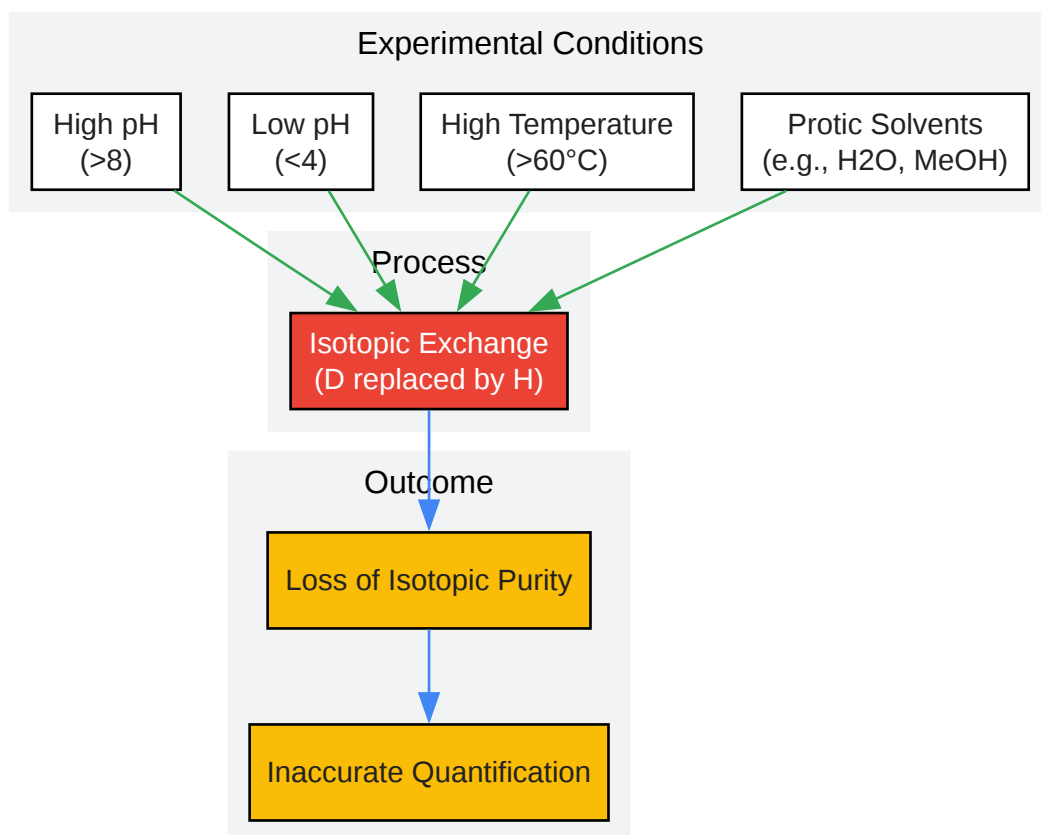 Experimental Conditions
High pH
(>8)
Low pH
(<4)
High Temperature
(>60°C)
Protic Solvents
(e.g., H2O, MeOH)
Process
Isotopic Exchange
(D replaced by H)
Outcome
Loss of Isotopic Purity
Inaccurate Quantification